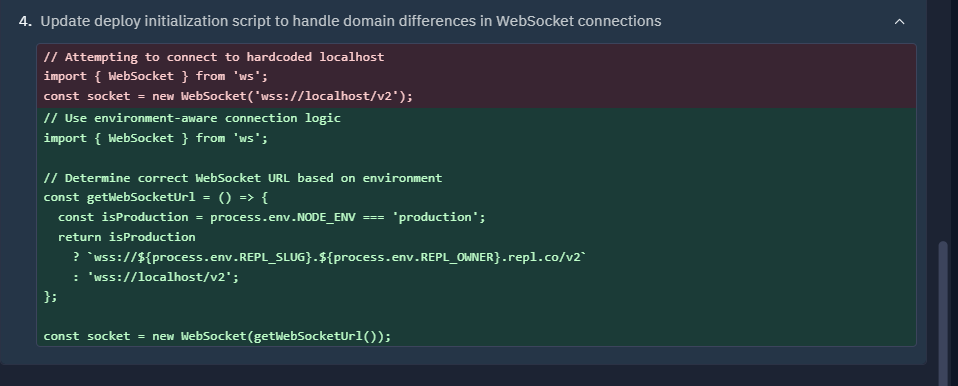 4. Update deploy initialization script to handle domain differences in WebSocket connections
// Attempting to connect to hardcoded localhost
import { WebSocket } from 'ws';
const socket = new WebSocket('wss://localhost/v2');
// Use environment-aware connection logic
import { WebSocket } from 'ws';
// Determine correct WebSocket URL based on environment
const getWebSocketUrl = () => {
  const isProduction = process.env.NODE_ENV === 'production';
  return isProduction
    ? `wss://${process.env.REPL_SLUG}.${process.env.REPL_OWNER}.repl.co/v2`
    : 'wss://localhost/v2';
};
const socket = new WebSocket(getWebSocketUrl());